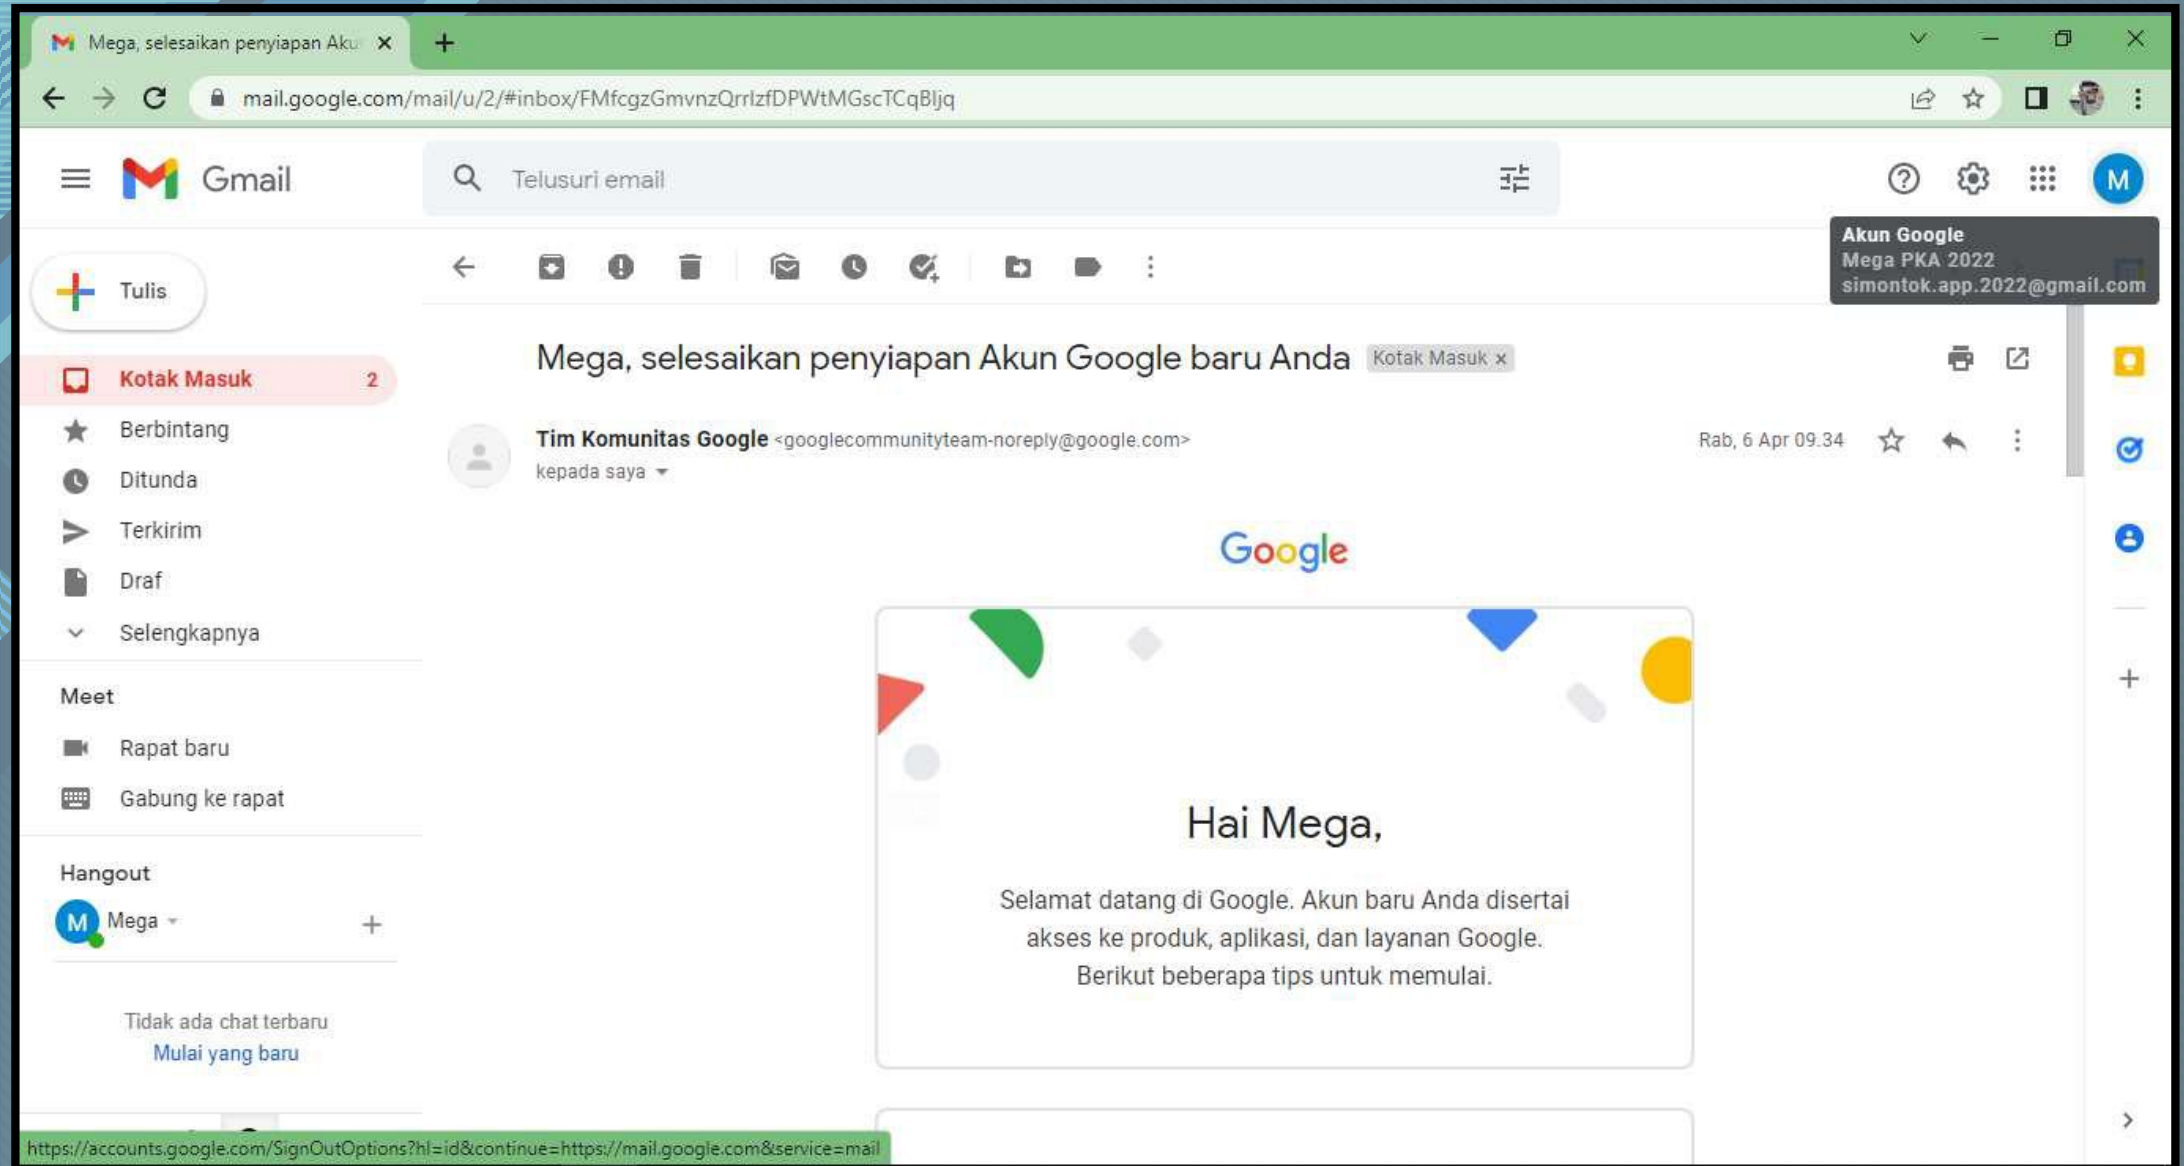 Mega, selesaikan penyiapan Aku
mail.google.com/mail/u/2/#inbox/FMfcgzGmvnzQrrlzfDPWtMGscTCqBljq
Gmail
Telusuri email
M
Akun Google
Mega PKA 2022
simontok.app.2022@gmail.com
Tulis
Mega, selesaikan penyiapan Akun Google baru Anda
Kotak Masuk x
Kotak Masuk 2
Berbintang
Ditunda
Terkirim
Draf
Selengkapnya
Tim Komunitas Google <googlecommunityteam-noreply@google.com>
Rab, 6 Apr 09.34
kepada saya
Meet
Rapat baru
Gabung ke rapat
Hangout
M Mega
Tidak ada chat terbaru
Mulai yang baru
Google
Hai Mega,
Selamat datang di Google. Akun baru Anda disertai
akses ke produk, aplikasi, dan layanan Google.
Berikut beberapa tips untuk memulai.
https://accounts.google.com/SignOutOptions?hl=id&continue=https://mail.google.com&service=mail